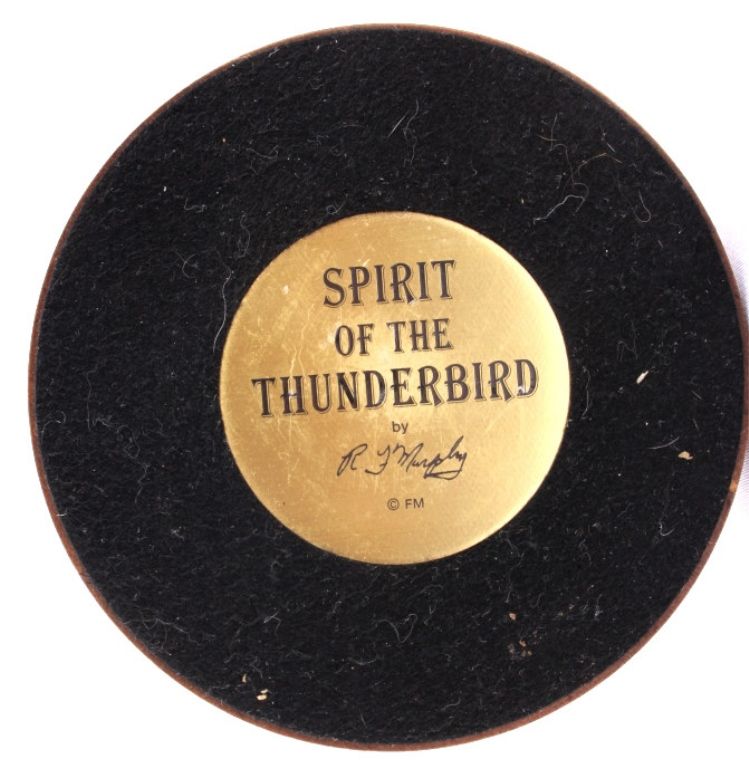 SPIRIT
OF THE
THUNDERBIRD
by
R F Murphy
© FM